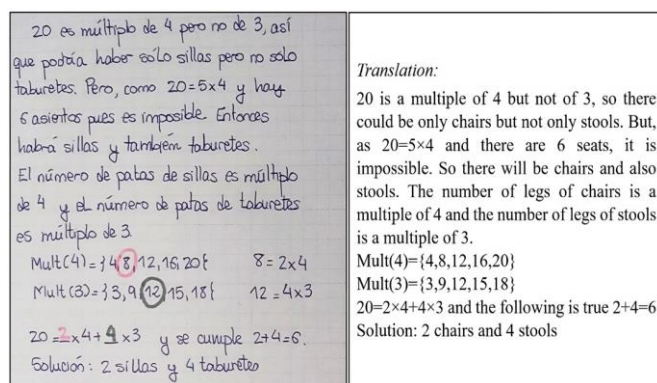 20 es múltiplo de 4 pero no de 3, así
que podría haber sólo sillas pero no solo
taburetes. Pero, como 20=5x4 y hay
6 asientos pues es imposible. Entonces
habrá sillas y también taburetes.
El número de patas de sillas es múltiplo
de 4 y el número de patas de taburetes
es múltiplo de 3.
Mult(4)={4,8,12,16,20} 8=2x4
Mult(3)={3,9,12,15,18} 12=4x3
20=2x4+4x3 y se cumple 2+4=6.
Solución: 2 sillas y 4 taburetes
Translation:
20 is a multiple of 4 but not of 3, so there
could be only chairs but not only stools. But,
as 20=5×4 and there are 6 seats, it is
impossible. So there will be chairs and also
stools. The number of legs of chairs is a
multiple of 4 and the number of legs of stools
is a multiple of 3.
Mult(4)={4,8,12,16,20}
Mult(3)={3,9,12,15,18}
20=2×4+4×3 and the following is true 2+4=6
Solution: 2 chairs and 4 stools